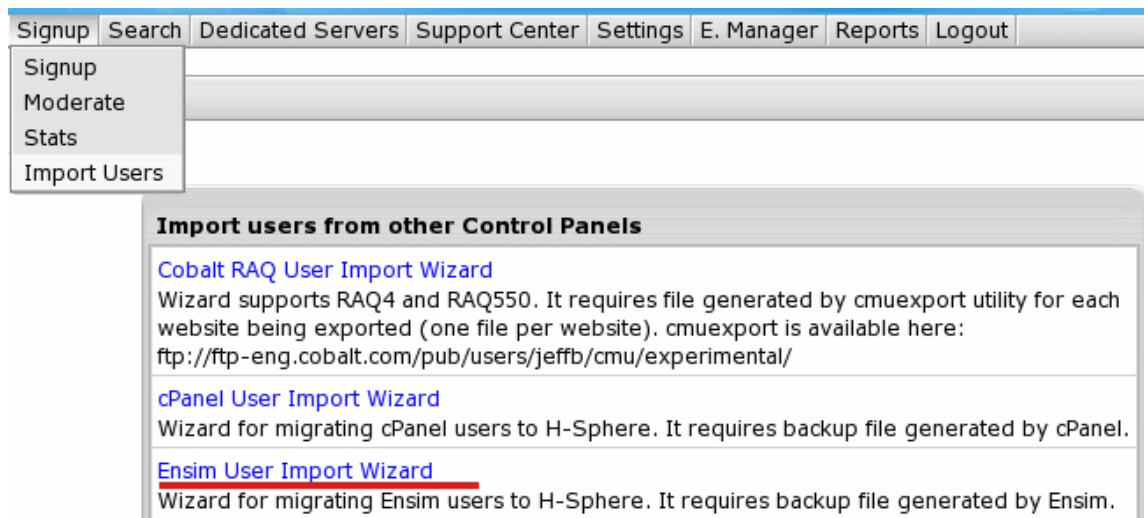 Signup Search Dedicated Servers Support Center Settings E. Manager Reports Logout
Signup
Moderate
Stats
Import Users
Import users from other Control Panels
Cobalt RAQ User Import Wizard
Wizard supports RAQ4 and RAQ550. It requires file generated by cmuexport utility for each
website being exported (one file per website). cmuexport is available here:
ftp://ftp-eng.cobalt.com/pub/users/jeffb/cmu/experimental/
cPanel User Import Wizard
Wizard for migrating cPanel users to H-Sphere. It requires backup file generated by cPanel.
Ensim User Import Wizard
Wizard for migrating Ensim users to H-Sphere. It requires backup file generated by Ensim.